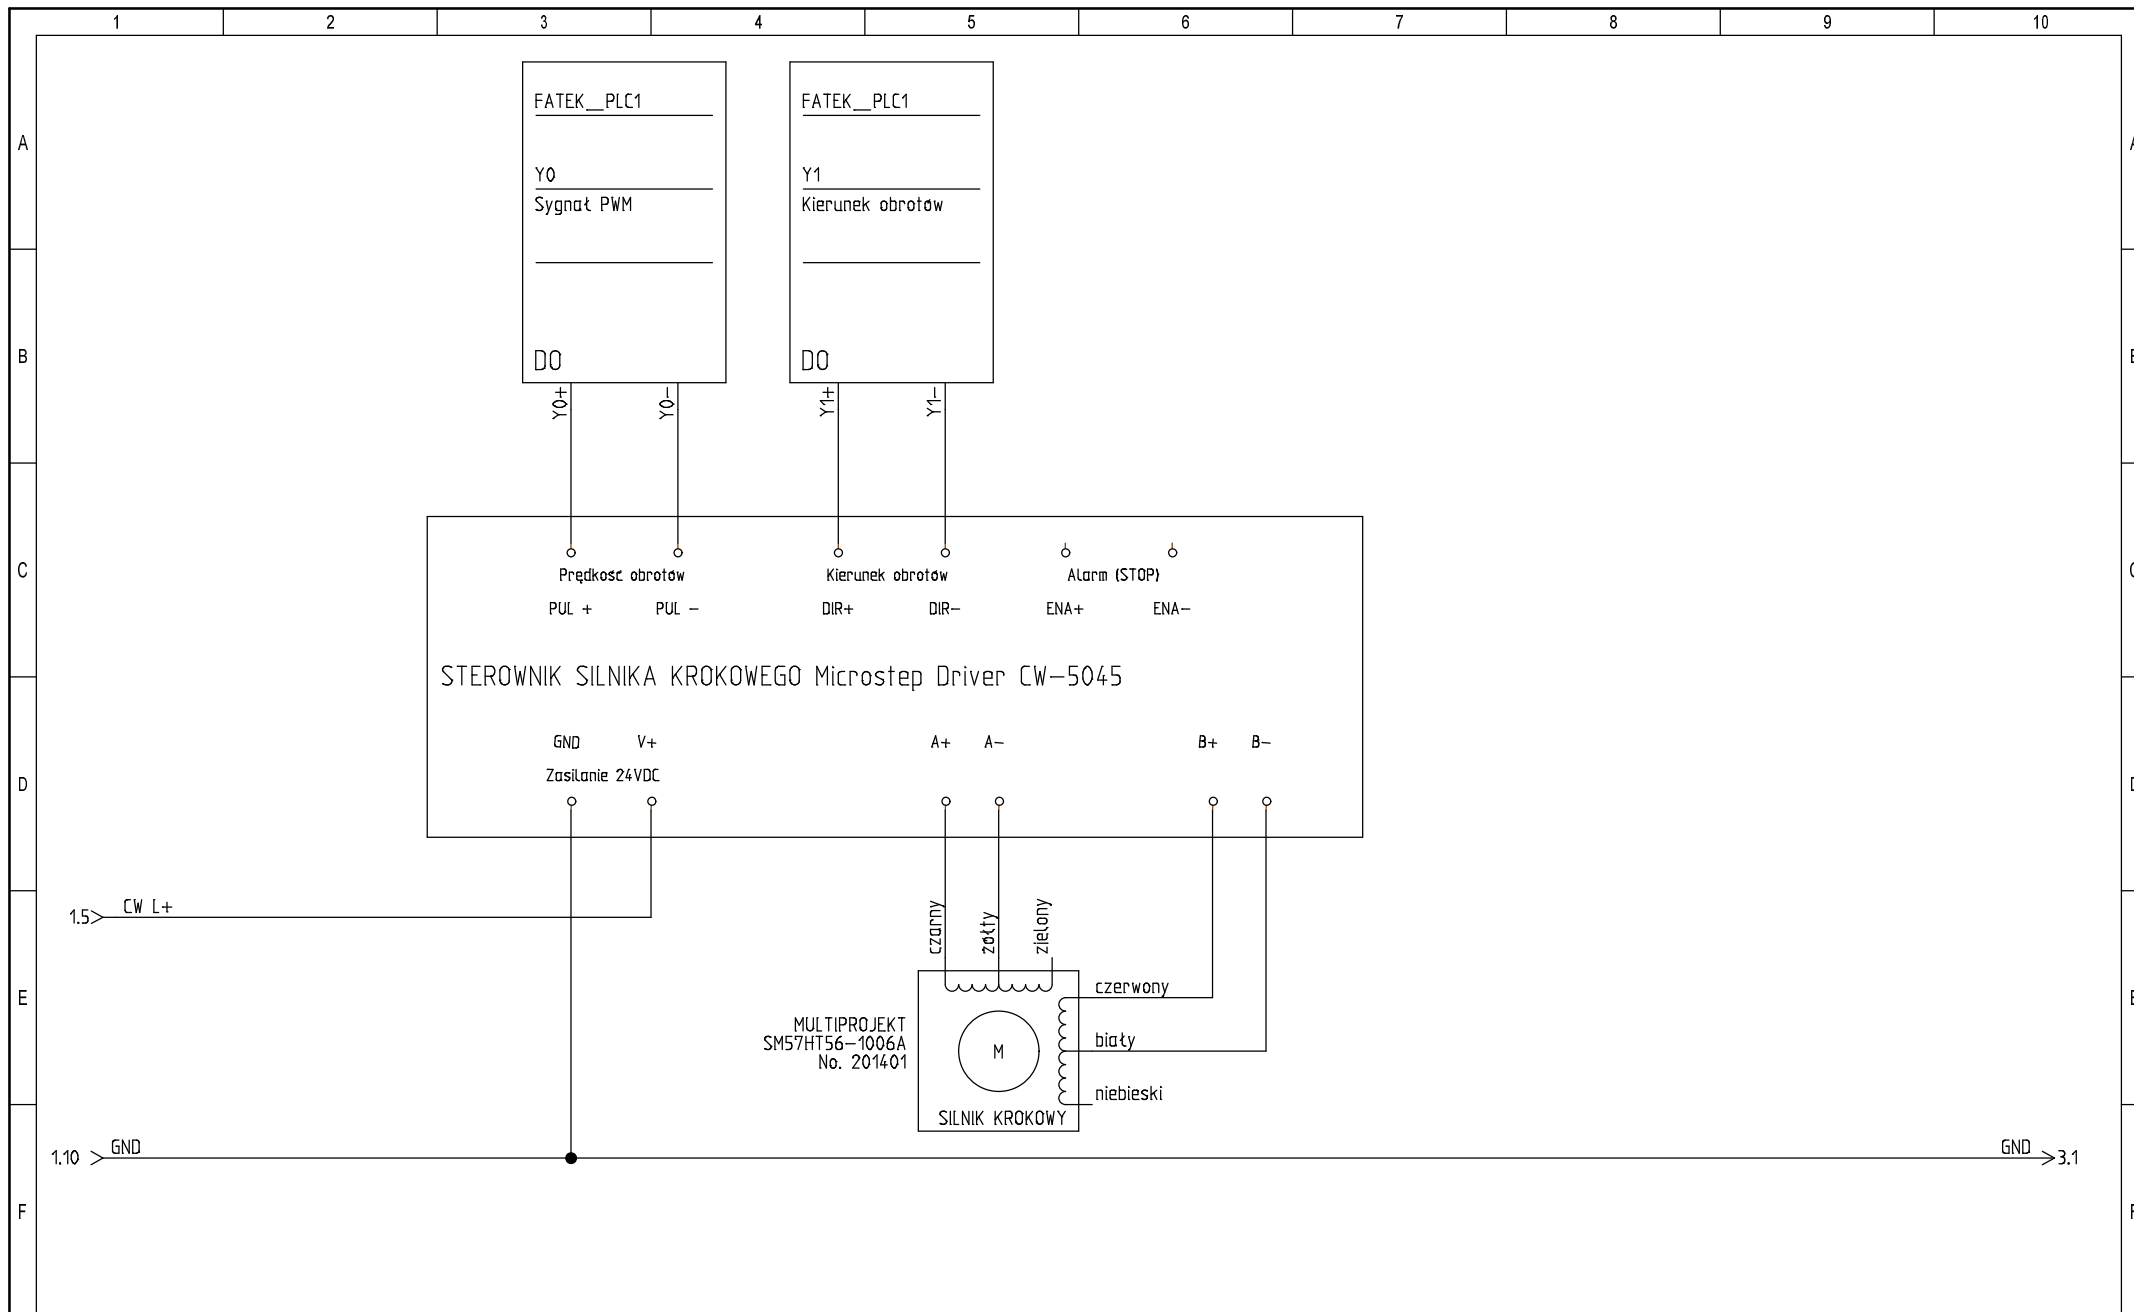 1 2 3 4 5 6 7 8 9 10
FATEK__PLC1 FATEK__PLC1
A A
Y0 Y1
Sygnał PWM Kierunek obrotów
B B
DO DO
Y0+ Y0- Y1+ Y1-
C C
Prędkość obrotów Kierunek obrotów Alarm (STOP)
PUL + PUL - DIR+ DIR- ENA+ ENA-
STEROWNIK SILNIKA KROKOWEGO Microstep Driver CW-5045
GND V+ A+ A- B+ B-
Zasilanie 24VDC
D D
1.5 CW L+
czarny żółty zielony
E E
czerwony
MULTIPROJEKT
SM57HT56-1006A
No. 201401
M
biały
niebieski
SILNIK KROKOWY
1.10 GND GND 3.1
F F